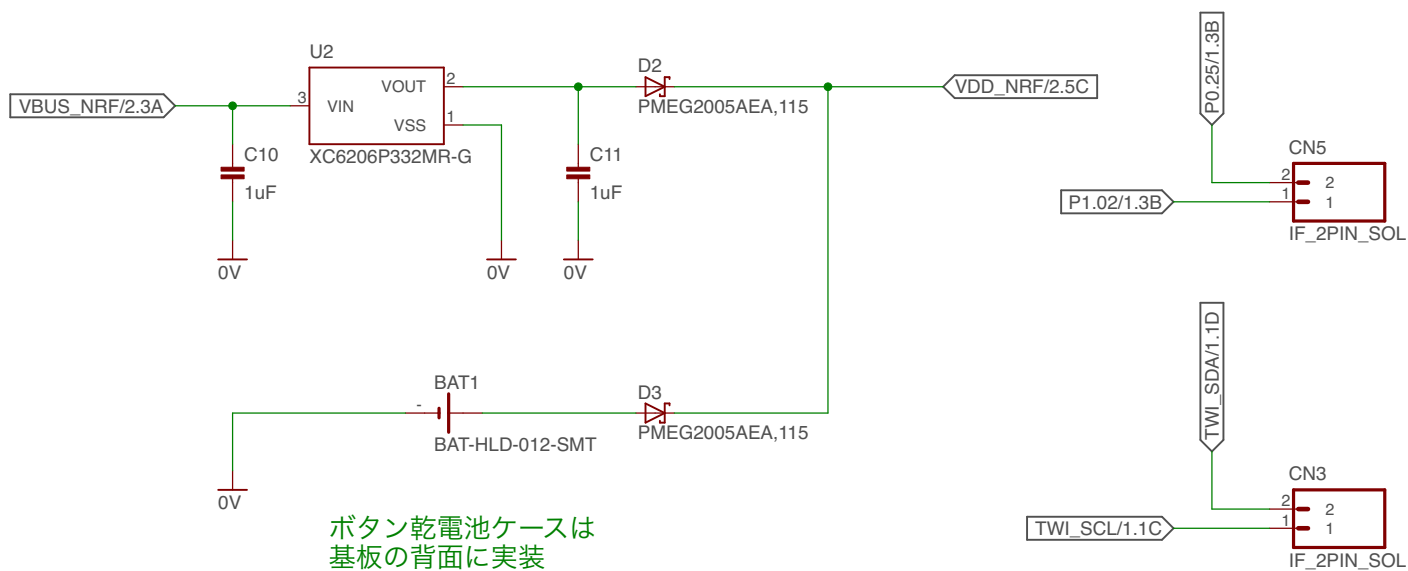 U2
VBUS_NRF/2.3A
3
VIN
VOUT
2
VSS
1
XC6206P332MR-G
C10
1uF
0V
0V
C11
1uF
0V
D2
PMEG2005AEA,115
VDD_NRF/2.5C
P0.25/1.3B
CN5
P1.02/1.3B
2
2
1
1
IF_2PIN_SOL
BAT1
-
BAT-HLD-012-SMT
0V
D3
PMEG2005AEA,115
ボタン乾電池ケースは
基板の背面に実装
TWI_SDA/1.1D
CN3
TWI_SCL/1.1C
2
2
1
1
IF_2PIN_SOL